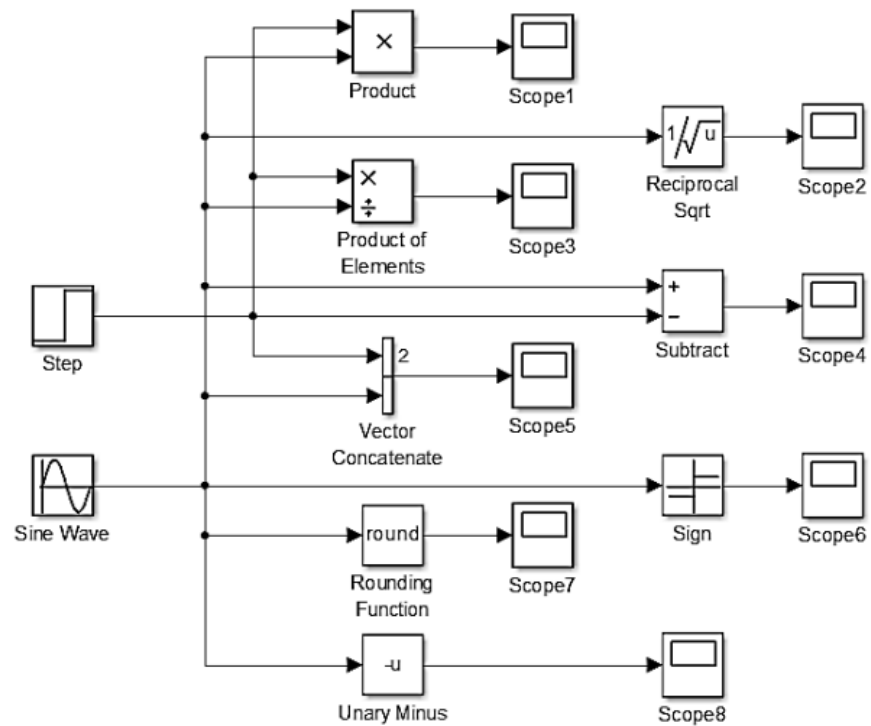 ×
Product
Scope1
1/√u
Reciprocal
Sqrt
Scope2
×
÷
Product of
Elements
Scope3
+
−
Subtract
Scope4
Step
2
Vector
Concatenate
Scope5
Sine Wave
Sign
Scope6
round
Rounding
Function
Scope7
-u
Unary Minus
Scope8